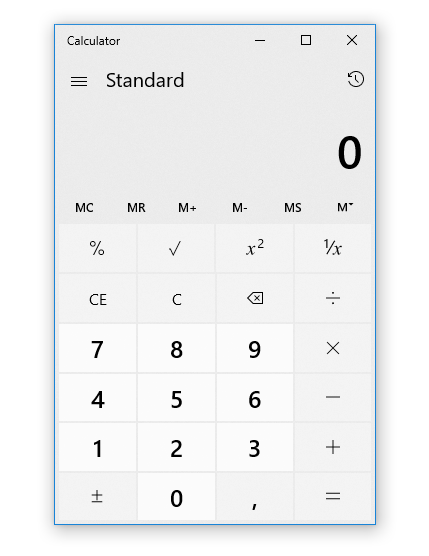 Calculator
Standard
0
MC MR M+ M- MS M▾
% √ x² ¹/x
CE C ÷
7 8 9 ×
4 5 6 −
1 2 3 +
± 0 , =